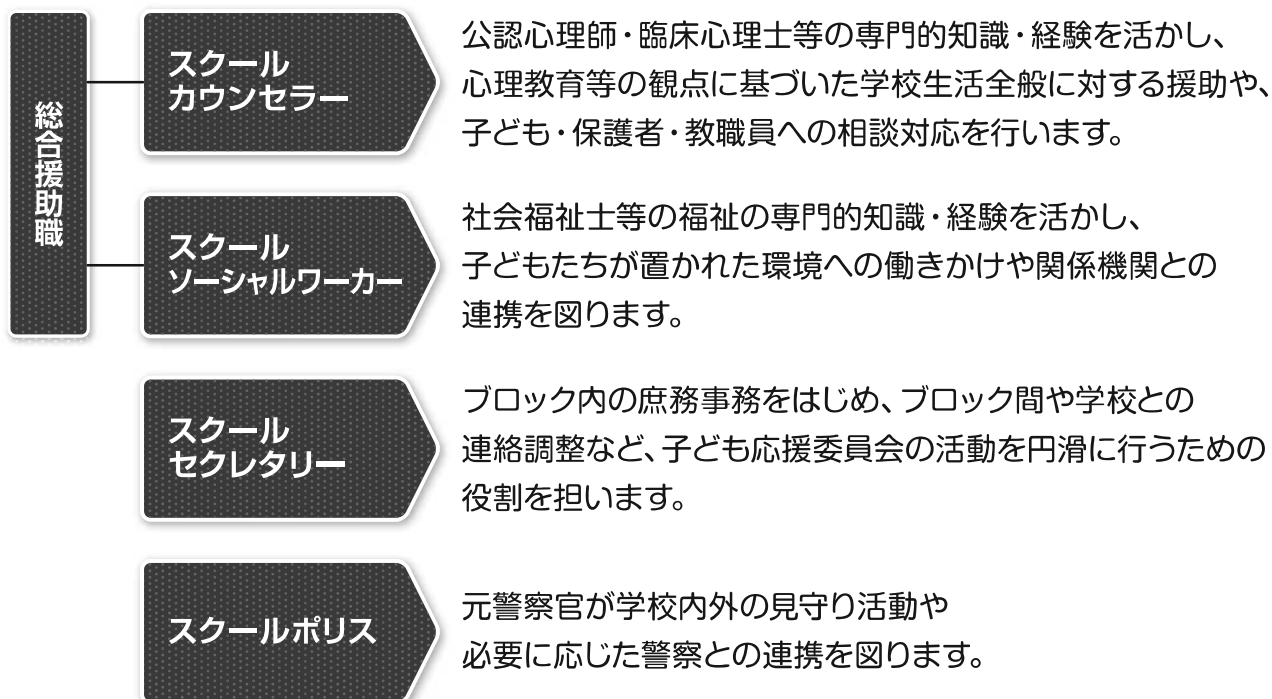 総合援助職
スクール
カウンセラー
公認心理師・臨床心理士等の専門的知識・経験を活かし、
心理教育等の観点に基づいた学校生活全般に対する援助や、
子ども・保護者・教職員への相談対応を行います。
スクール
ソーシャルワーカー
社会福祉士等の福祉の専門的知識・経験を活かし、
子どもたちが置かれた環境への働きかけや関係機関との
連携を図ります。
スクール
セクレタリー
ブロック内の庶務事務をはじめ、ブロック間や学校との
連絡調整など、子ども応援委員会の活動を円滑に行うための
役割を担います。
スクールポリス
元警察官が学校内外の見守り活動や
必要に応じた警察との連携を図ります。